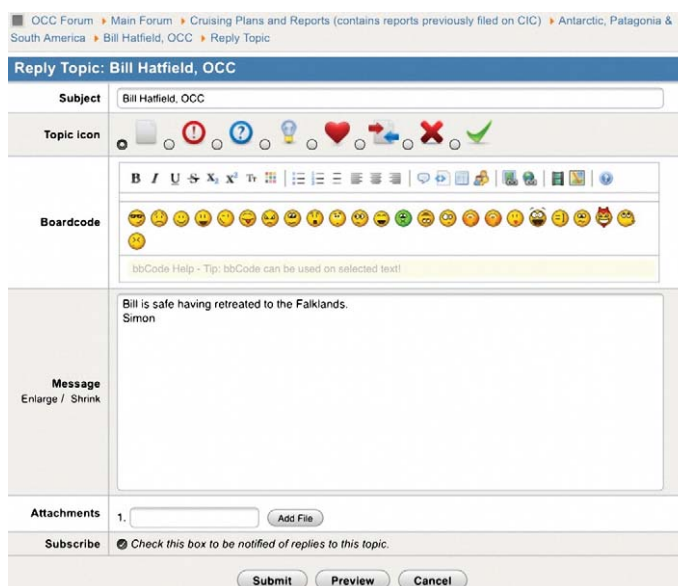 OCC Forum Main Forum Cruising Plans and Reports (contains reports previously filed on CIC) Antarctic, Patagonia &
South America Bill Hatfield, OCC Reply Topic
Reply Topic: Bill Hatfield, OCC
Subject Bill Hatfield, OCC
Topic icon
Boardcode
B I U S X₂ X² Tt
bbCode Help - Tip: bbCode can be used on selected text!
Message
Enlarge / Shrink
Bill is safe having retreated to the Falklands.
Simon
Attachments 1. Add File
Subscribe Check this box to be notified of replies to this topic.
Submit Preview Cancel